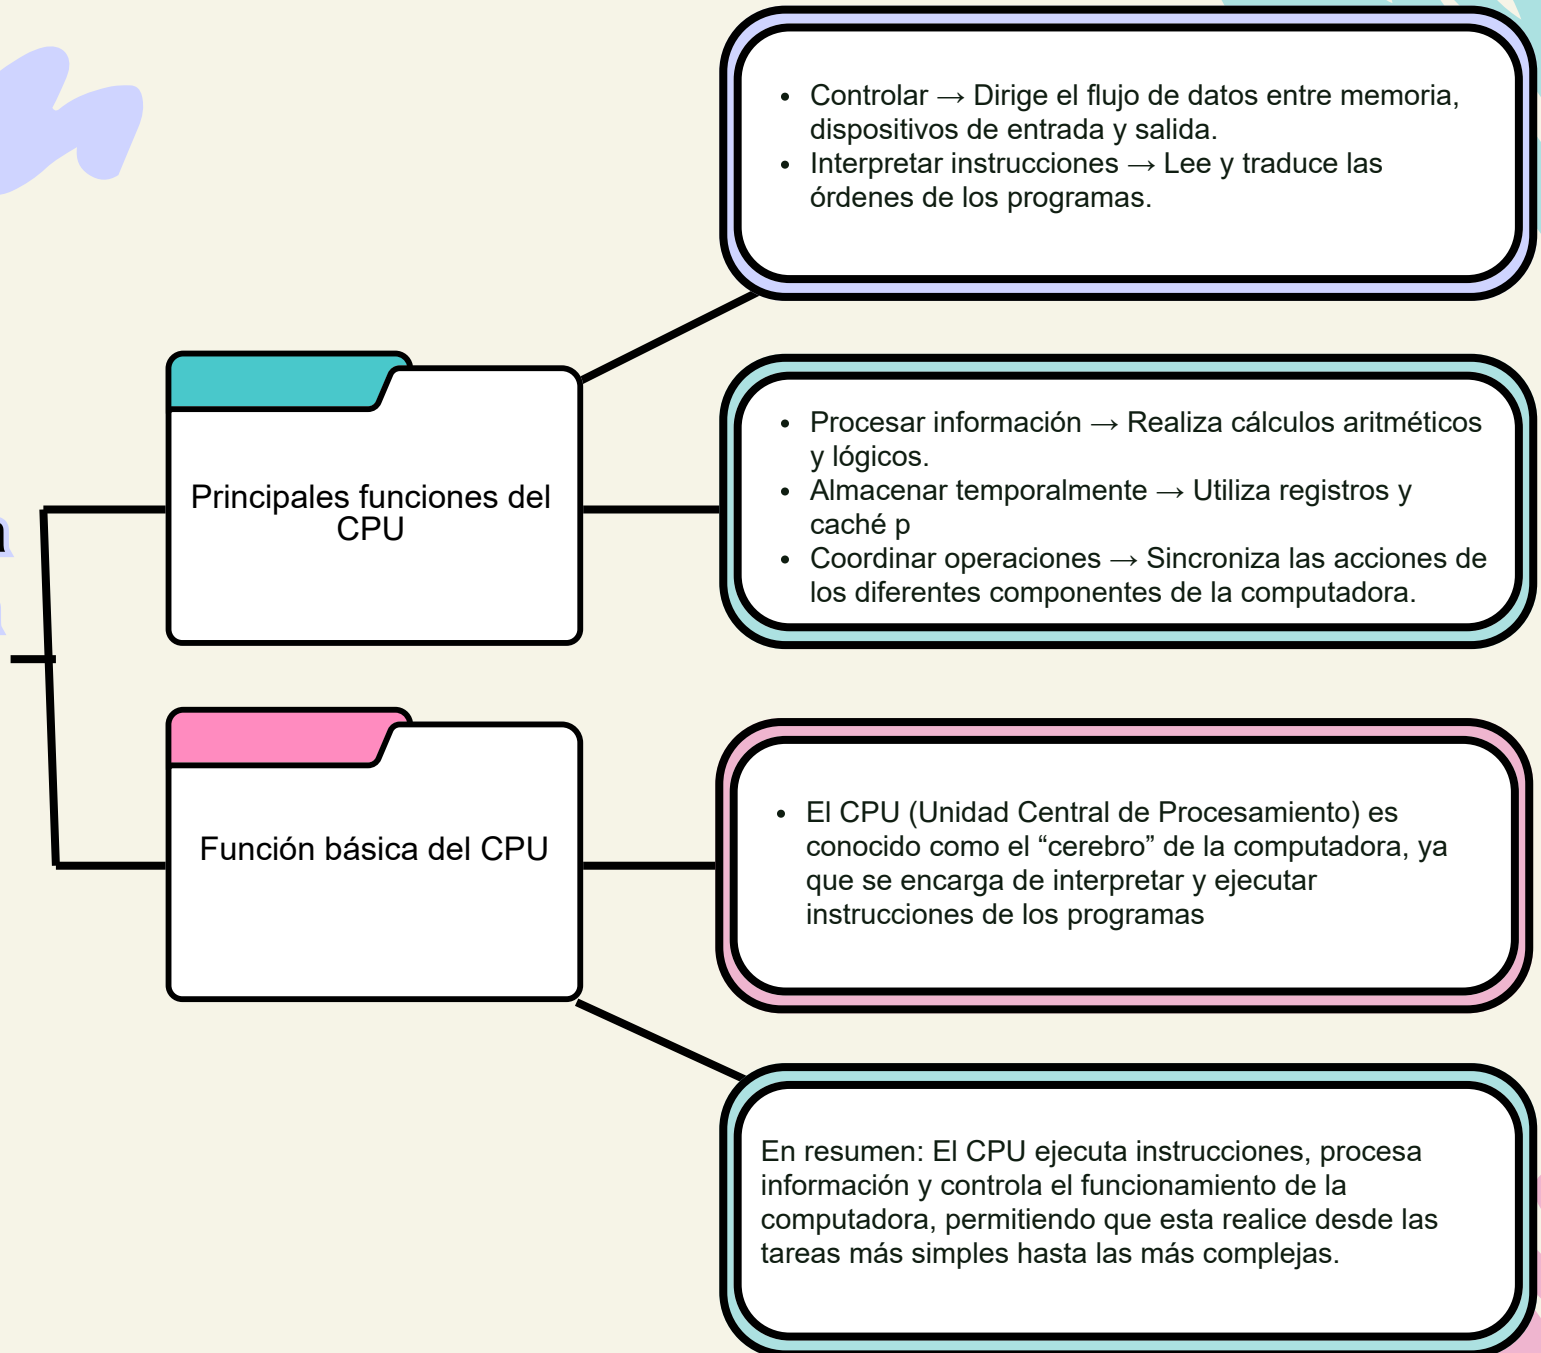 • Controlar → Dirige el flujo de datos entre memoria,
dispositivos de entrada y salida.
• Interpretar instrucciones → Lee y traduce las
órdenes de los programas.
Principales funciones del
CPU
• Procesar información → Realiza cálculos aritméticos
y lógicos.
• Almacenar temporalmente → Utiliza registros y
caché p
• Coordinar operaciones → Sincroniza las acciones de
los diferentes componentes de la computadora.
Función básica del CPU
• El CPU (Unidad Central de Procesamiento) es
conocido como el “cerebro” de la computadora, ya
que se encarga de interpretar y ejecutar
instrucciones de los programas
En resumen: El CPU ejecuta instrucciones, procesa
información y controla el funcionamiento de la
computadora, permitiendo que esta realice desde las
tareas más simples hasta las más complejas.